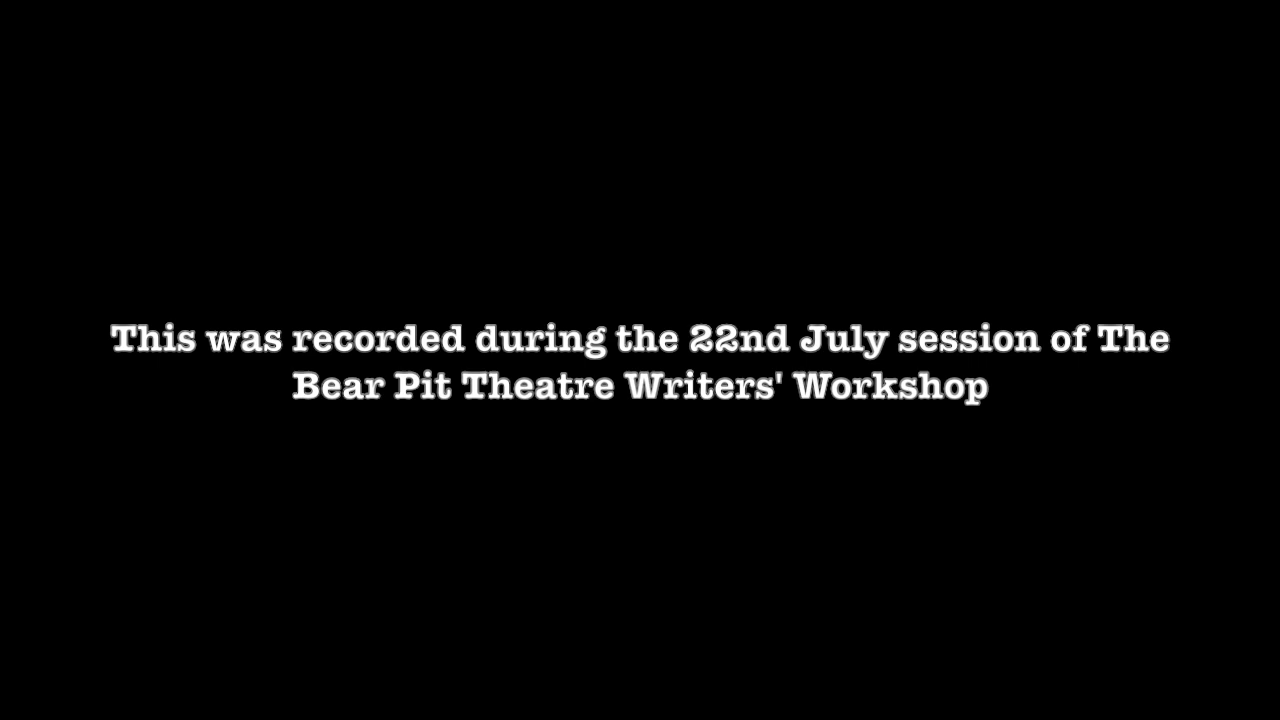 This was recorded during the 22nd July session of The
Bear Pit Theatre Writers' Workshop